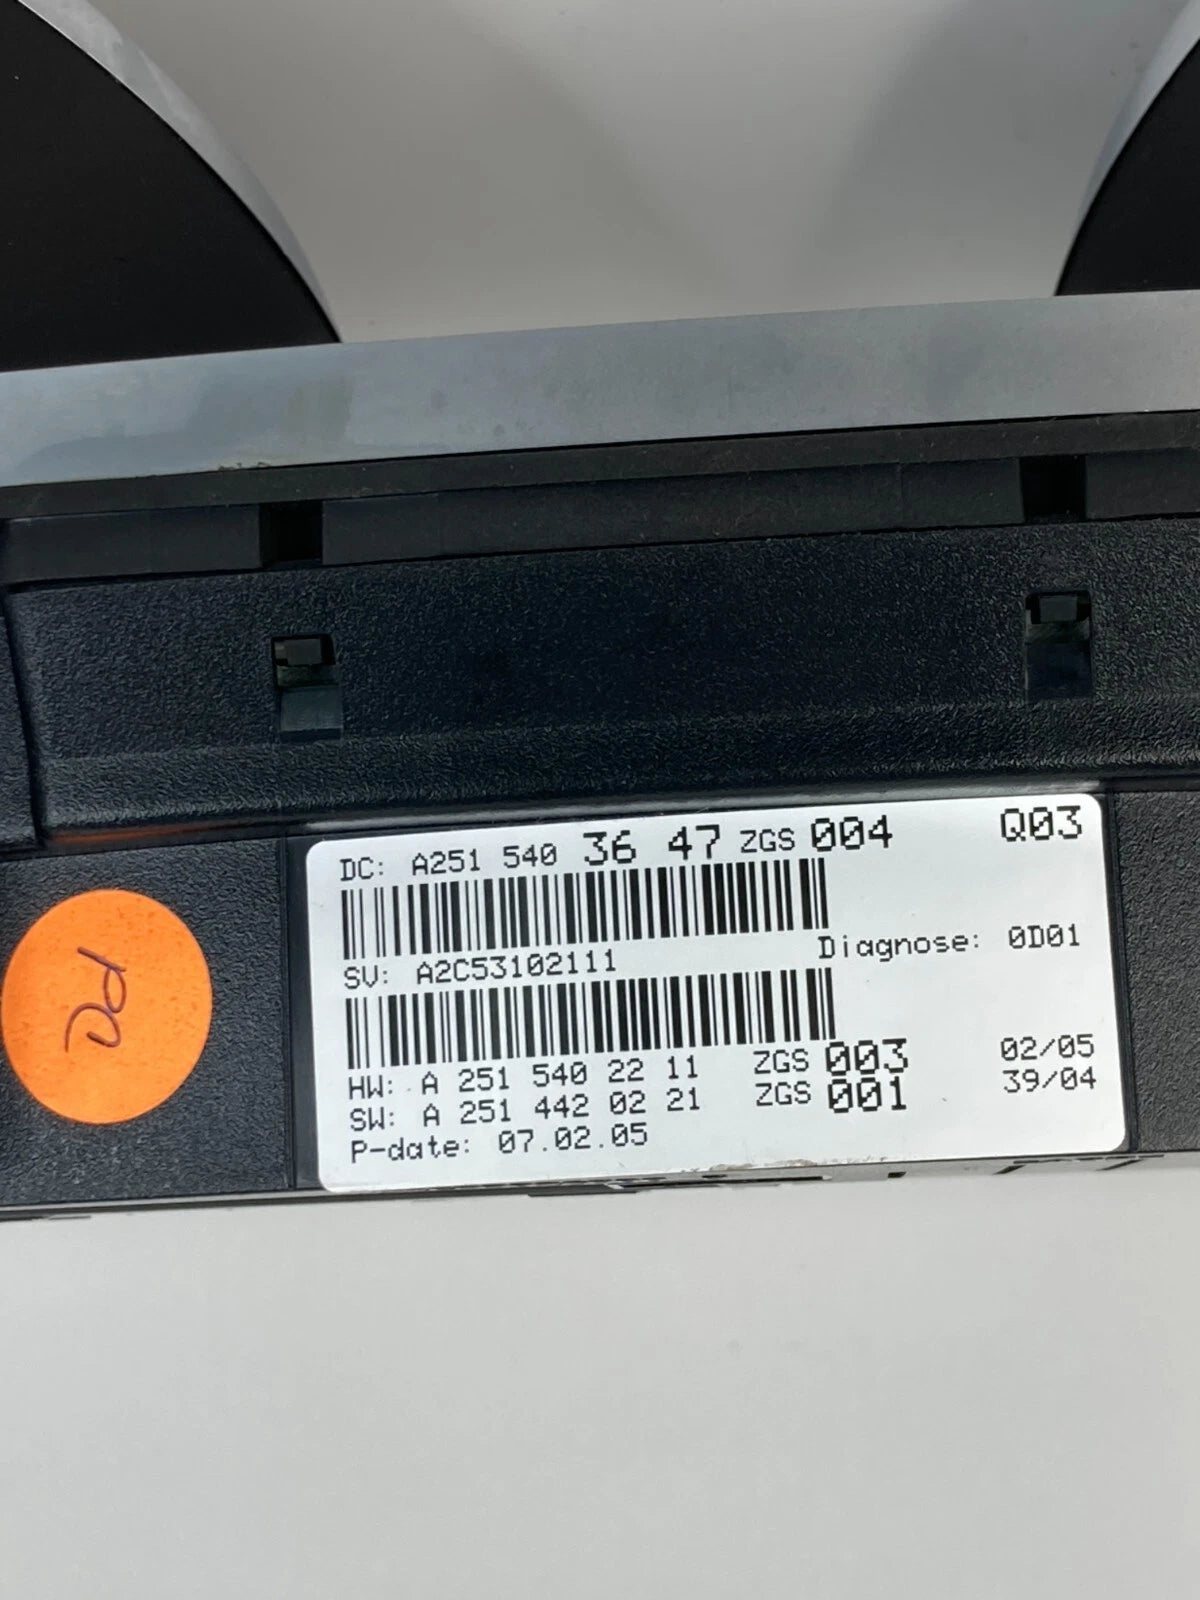 DC: A251 540 36 47 ZGS 004 Q03
SV: A2C53102111 Diagnose: 0D01
HW: A 251 540 22 11 ZGS 003 02/05
SW: A 251 442 02 21 ZGS 001 39/04
P-date: 07.02.05